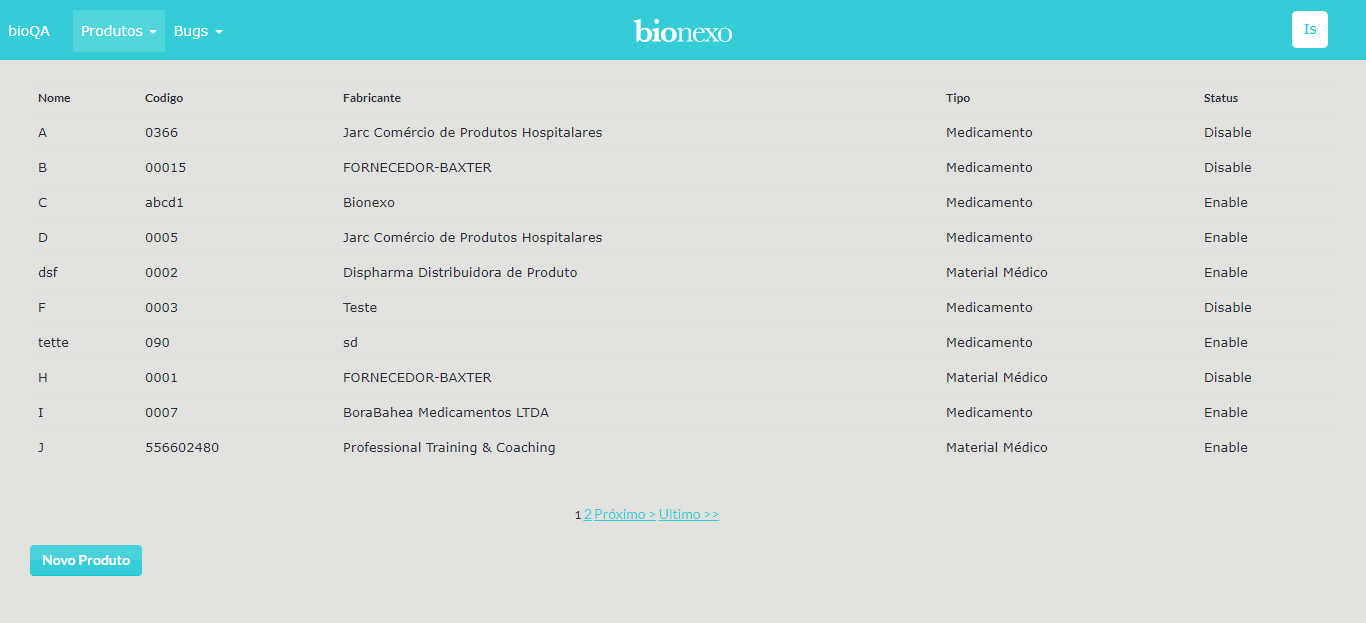 bioQA Produtos Bugs bionexo Is
Nome Codigo Fabricante Tipo Status
A 0366 Jarc Comércio de Produtos Hospitalares Medicamento Disable
B 00015 FORNECEDOR-BAXTER Medicamento Disable
C abcd1 Bionexo Medicamento Enable
D 0005 Jarc Comércio de Produtos Hospitalares Medicamento Enable
dsf 0002 Dispharma Distribuidora de Produto Material Médico Enable
F 0003 Teste Medicamento Disable
tette 090 sd Medicamento Enable
H 0001 FORNECEDOR-BAXTER Material Médico Disable
I 0007 BoraBahea Medicamentos LTDA Medicamento Enable
J 556602480 Professional Training & Coaching Material Médico Enable
1 2 Próximo > Ultimo >>
Novo Produto